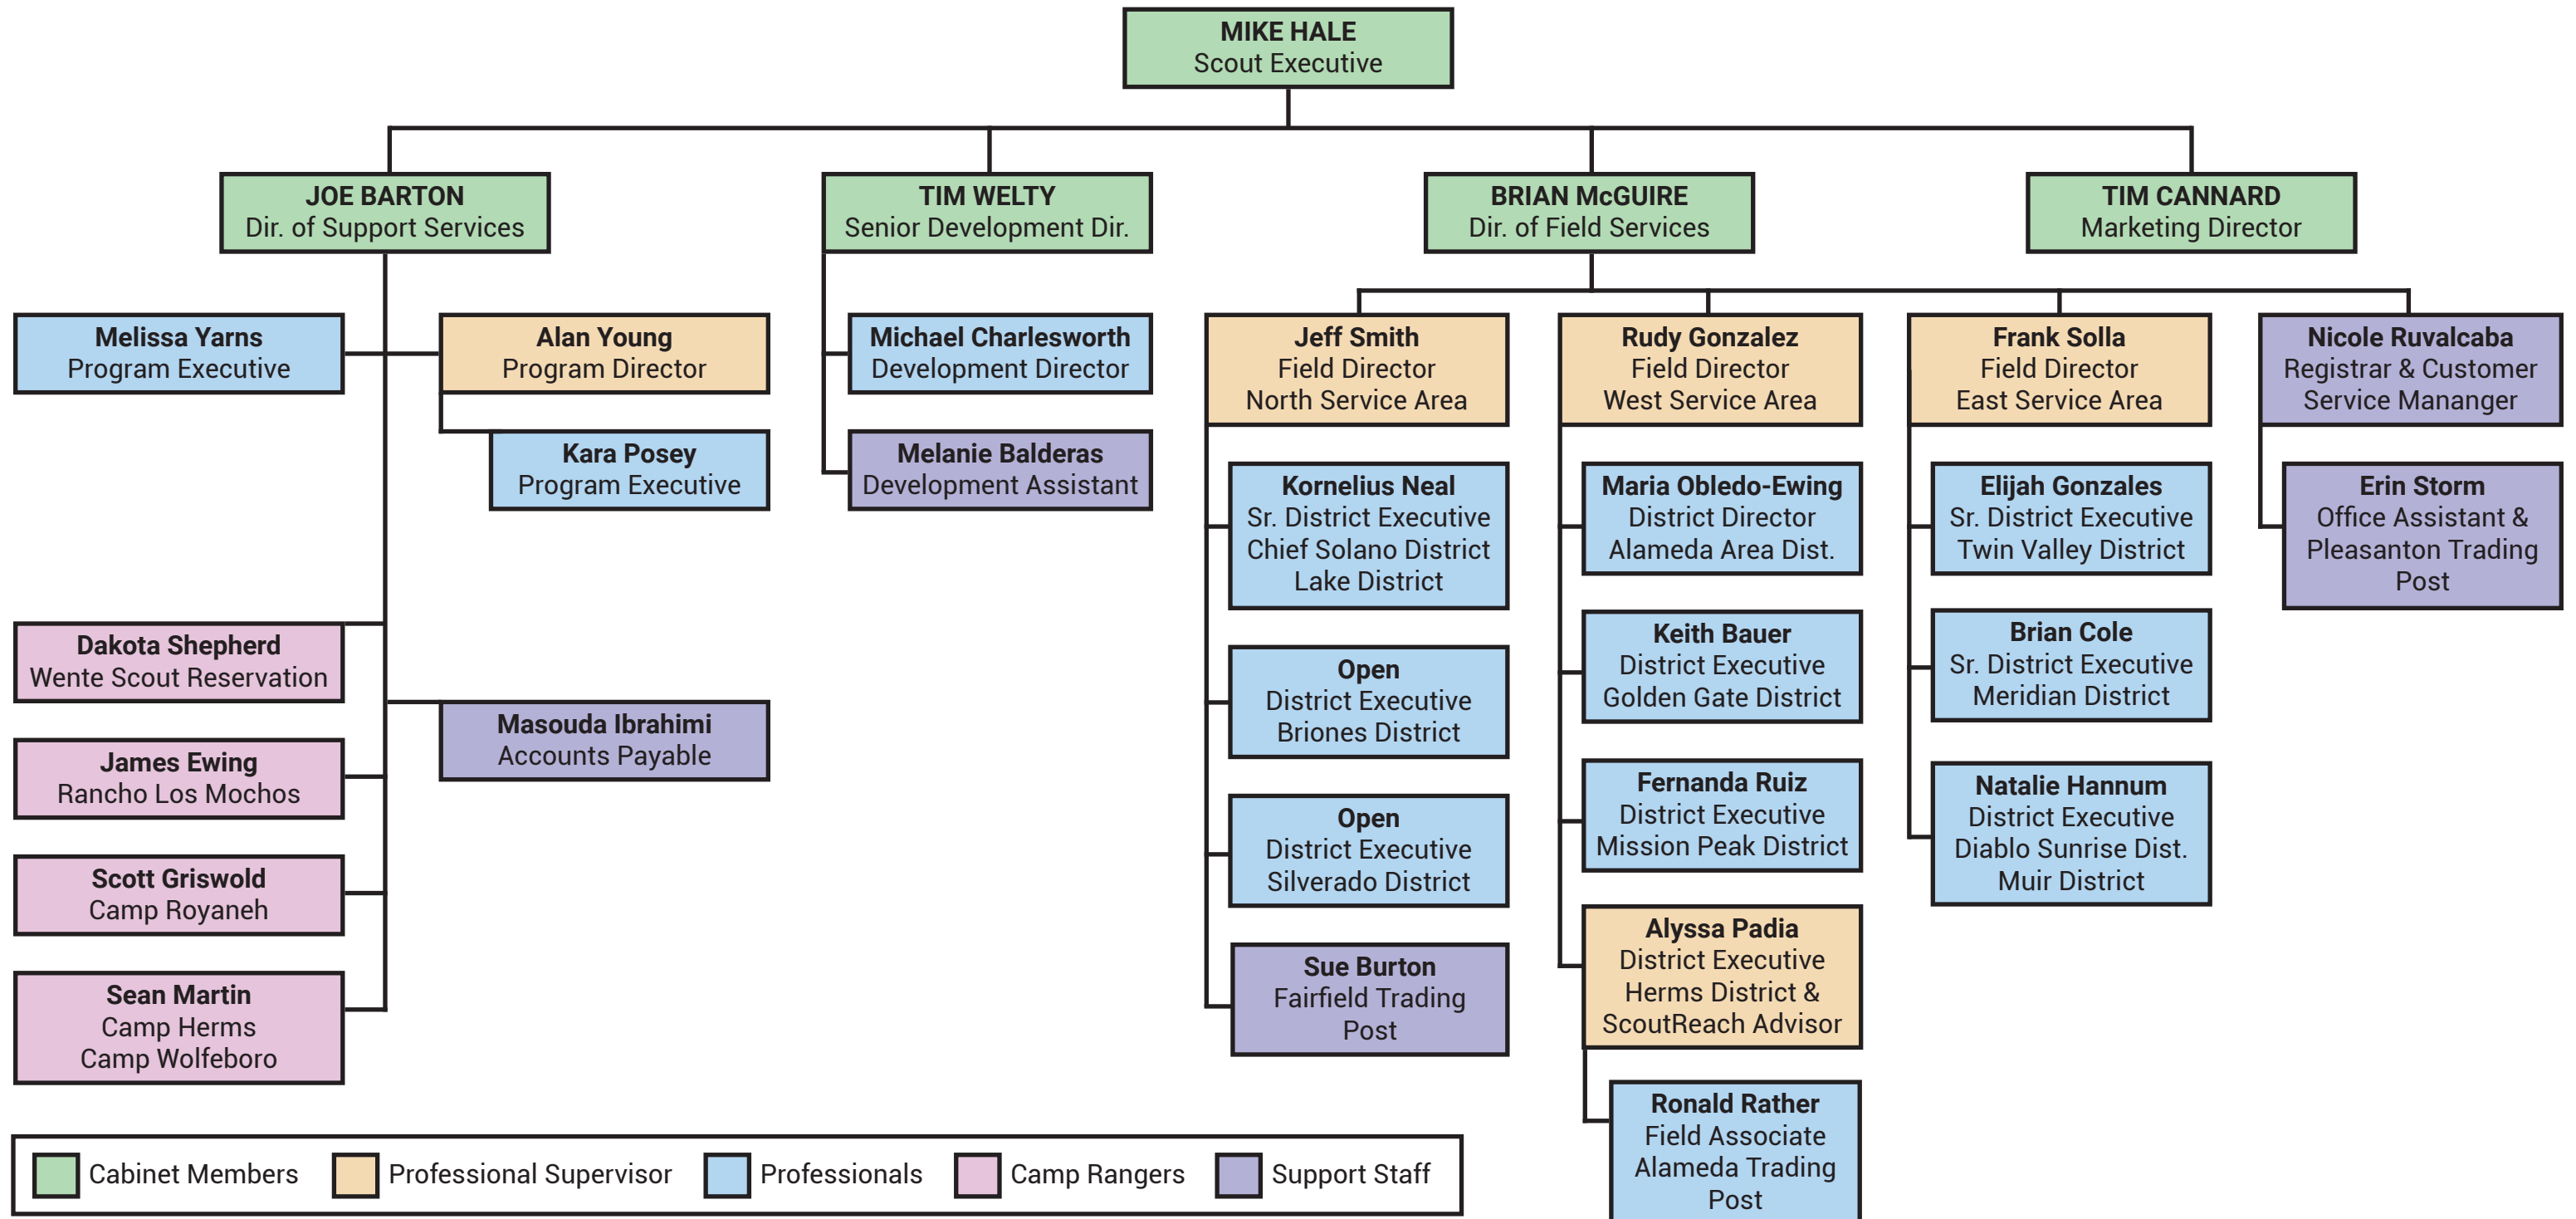 MIKE HALE
Scout Executive
JOE BARTON
Dir. of Support Services
TIM WELTY
Senior Development Dir.
BRIAN McGUIRE
Dir. of Field Services
TIM CANNARD
Marketing Director
Melissa Yarns
Program Executive
Alan Young
Program Director
Kara Posey
Program Executive
Dakota Shepherd
Wente Scout Reservation
James Ewing
Rancho Los Mochos
Scott Griswold
Camp Royaneh
Sean Martin
Camp Herms
Camp Wolfeboro
Masouda Ibrahimi
Accounts Payable
Michael Charlesworth
Development Director
Melanie Balderas
Development Assistant
Jeff Smith
Field Director
North Service Area
Kornelius Neal
Sr. District Executive
Chief Solano District
Lake District
Open
District Executive
Briones District
Open
District Executive
Silverado District
Sue Burton
Fairfield Trading
Post
Rudy Gonzalez
Field Director
West Service Area
Maria Obledo-Ewing
District Director
Alameda Area Dist.
Keith Bauer
District Executive
Golden Gate District
Fernanda Ruiz
District Executive
Mission Peak District
Alyssa Padia
District Executive
Herms District &
ScoutReach Advisor
Ronald Rather
Field Associate
Alameda Trading
Post
Frank Solla
Field Director
East Service Area
Elijah Gonzales
Sr. District Executive
Twin Valley District
Brian Cole
Sr. District Executive
Meridian District
Natalie Hannum
District Executive
Diablo Sunrise Dist.
Muir District
Nicole Ruvalcaba
Registrar & Customer
Service Mananger
Erin Storm
Office Assistant &
Pleasanton Trading
Post
Cabinet Members
Professional Supervisor
Professionals
Camp Rangers
Support Staff